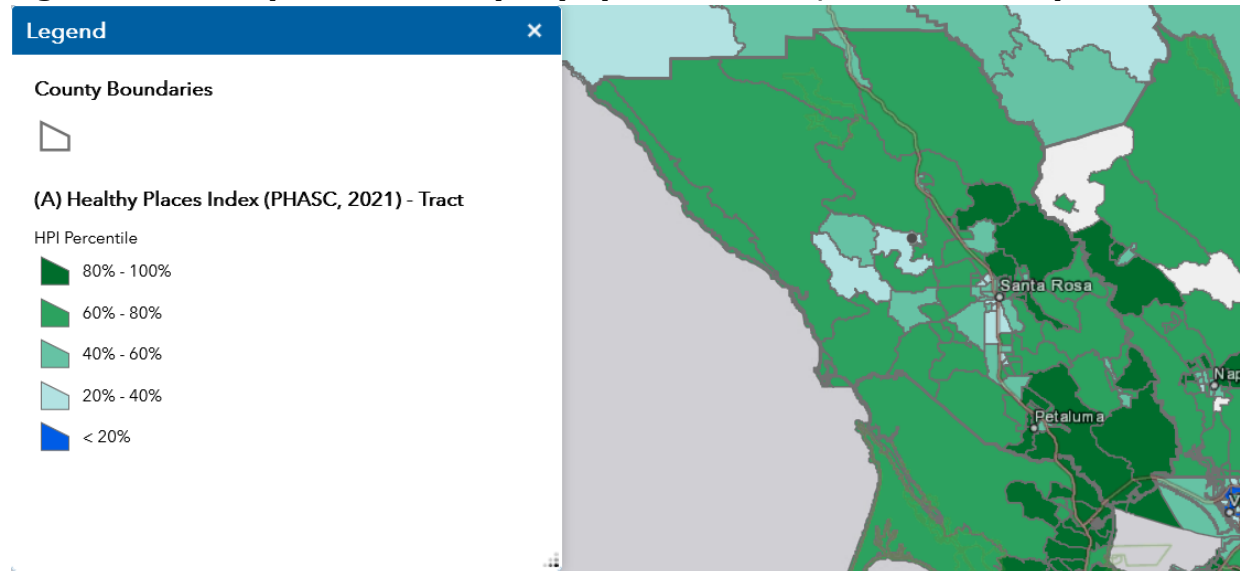 Legend
County Boundaries
(A) Healthy Places Index (PHASC, 2021) - Tract
HPI Percentile
80% - 100%
60% - 80%
40% - 60%
20% - 40%
< 20%
Santa Rosa
Nap
Petaluma
V